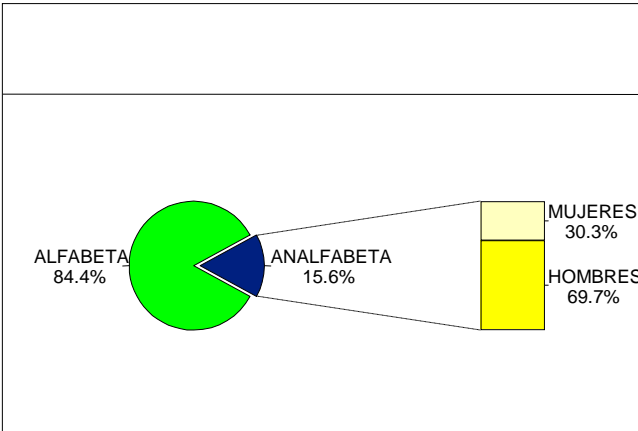 ALFABETA
84.4%
ANALFABETA
15.6%
MUJERES
30.3%
HOMBRES
69.7%